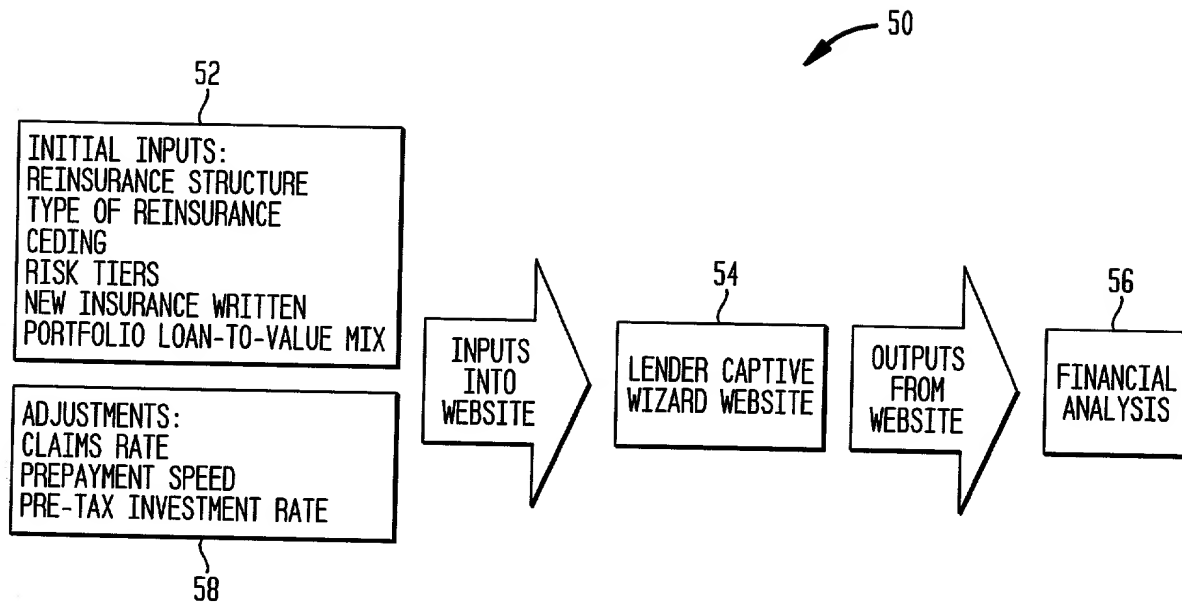 50
52
INITIAL INPUTS:
REINSURANCE STRUCTURE
TYPE OF REINSURANCE
CEDING
RISK TIERS
NEW INSURANCE WRITTEN
PORTFOLIO LOAN-TO-VALUE MIX
ADJUSTMENTS:
CLAIMS RATE
PREPAYMENT SPEED
PRE-TAX INVESTMENT RATE
58
INPUTS
INTO
WEBSITE
54
LENDER CAPTIVE
WIZARD WEBSITE
OUTPUTS
FROM
WEBSITE
56
FINANCIAL
ANALYSIS